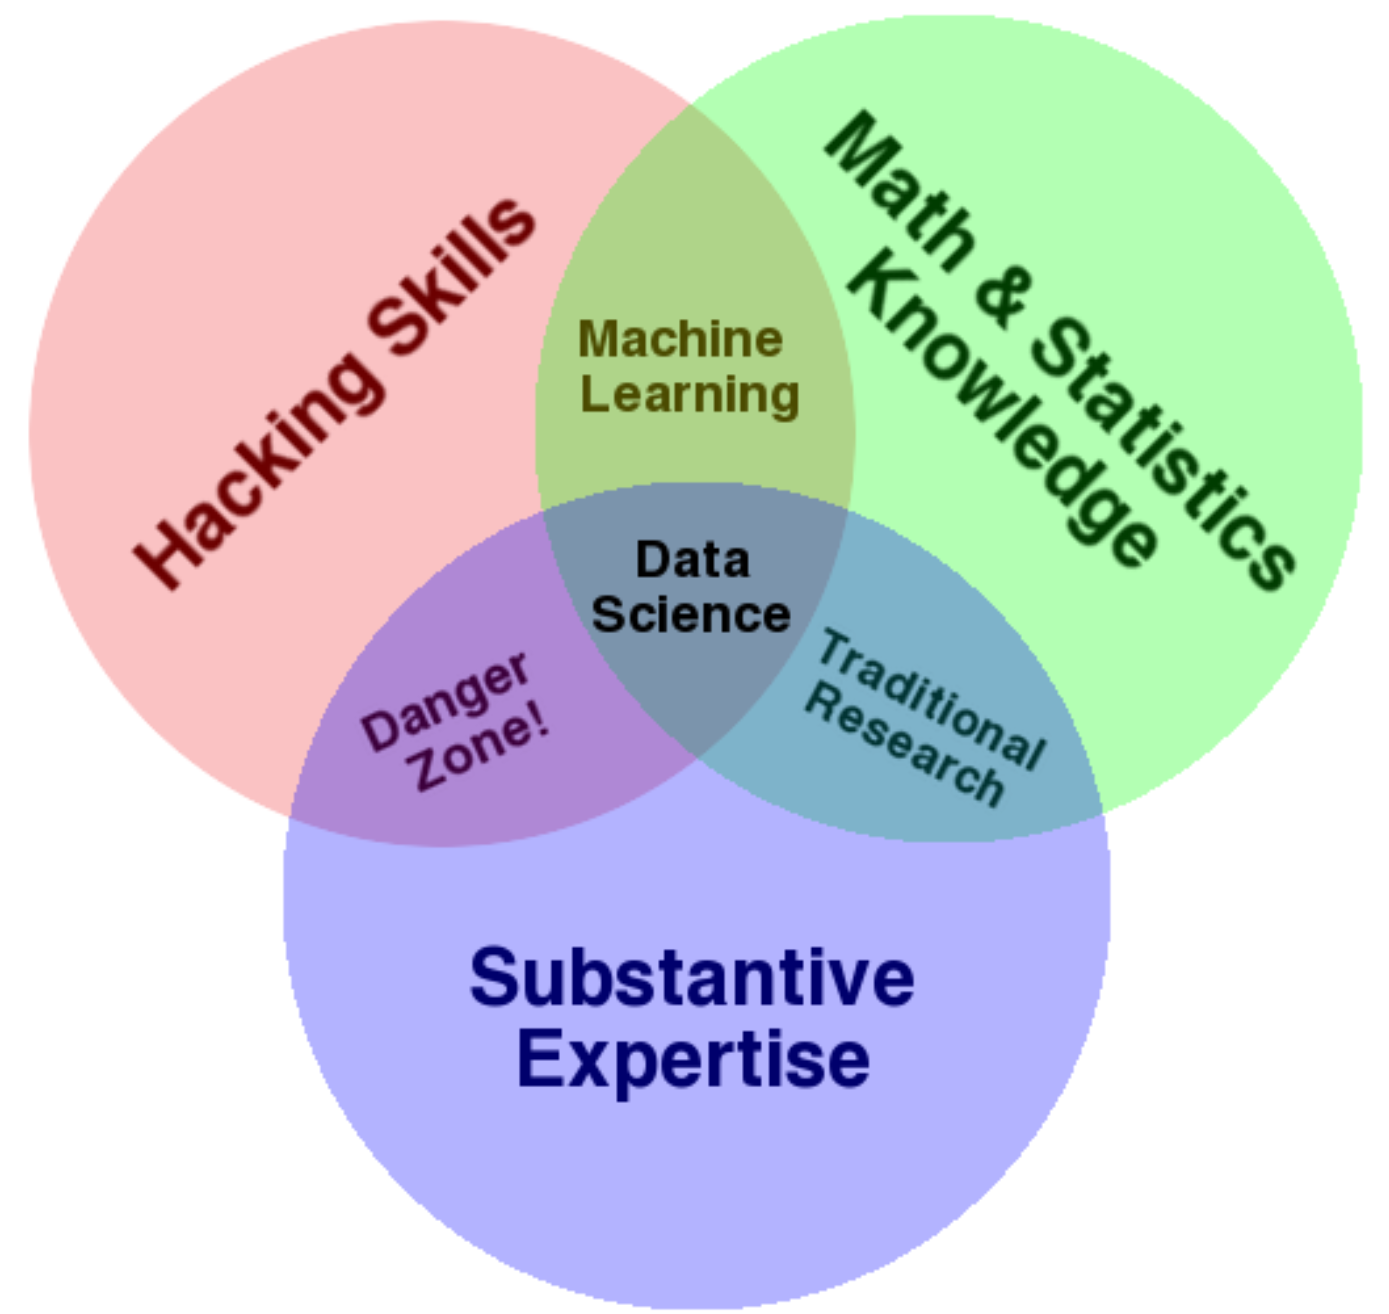 Hacking Skills
Math & Statistics
Knowledge
Machine
Learning
Data
Science
Danger
Zone!
Traditional
Research
Substantive
Expertise